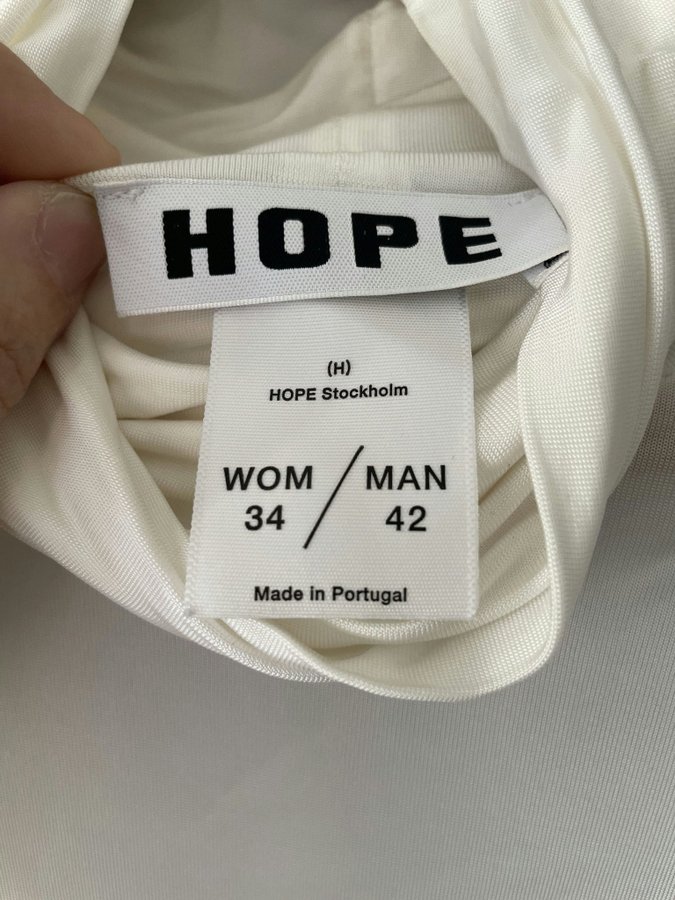 HOPE
(H)
HOPE Stockholm
WOM / MAN
34 42
Made in Portugal